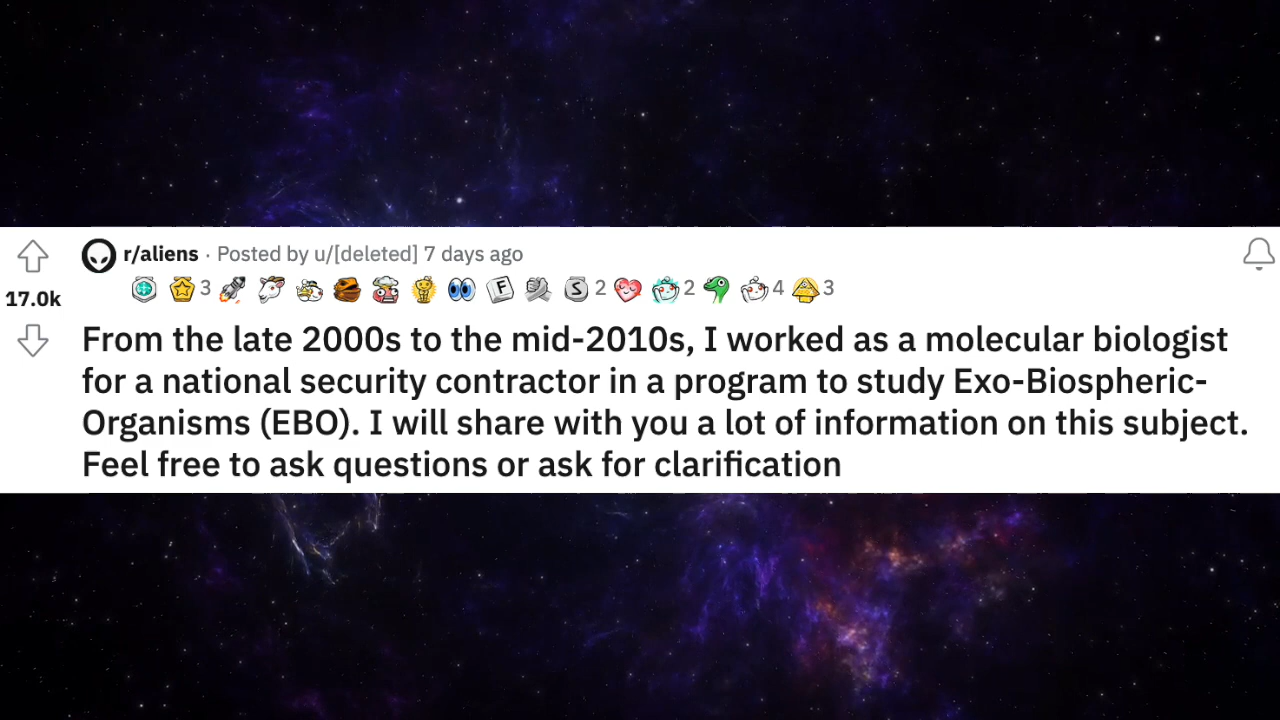 r/aliens · Posted by u/[deleted] 7 days ago
3 F S 2 2 4 3
17.0k
From the late 2000s to the mid-2010s, I worked as a molecular biologist
for a national security contractor in a program to study Exo-Biospheric-
Organisms (EBO). I will share with you a lot of information on this subject.
Feel free to ask questions or ask for clarification